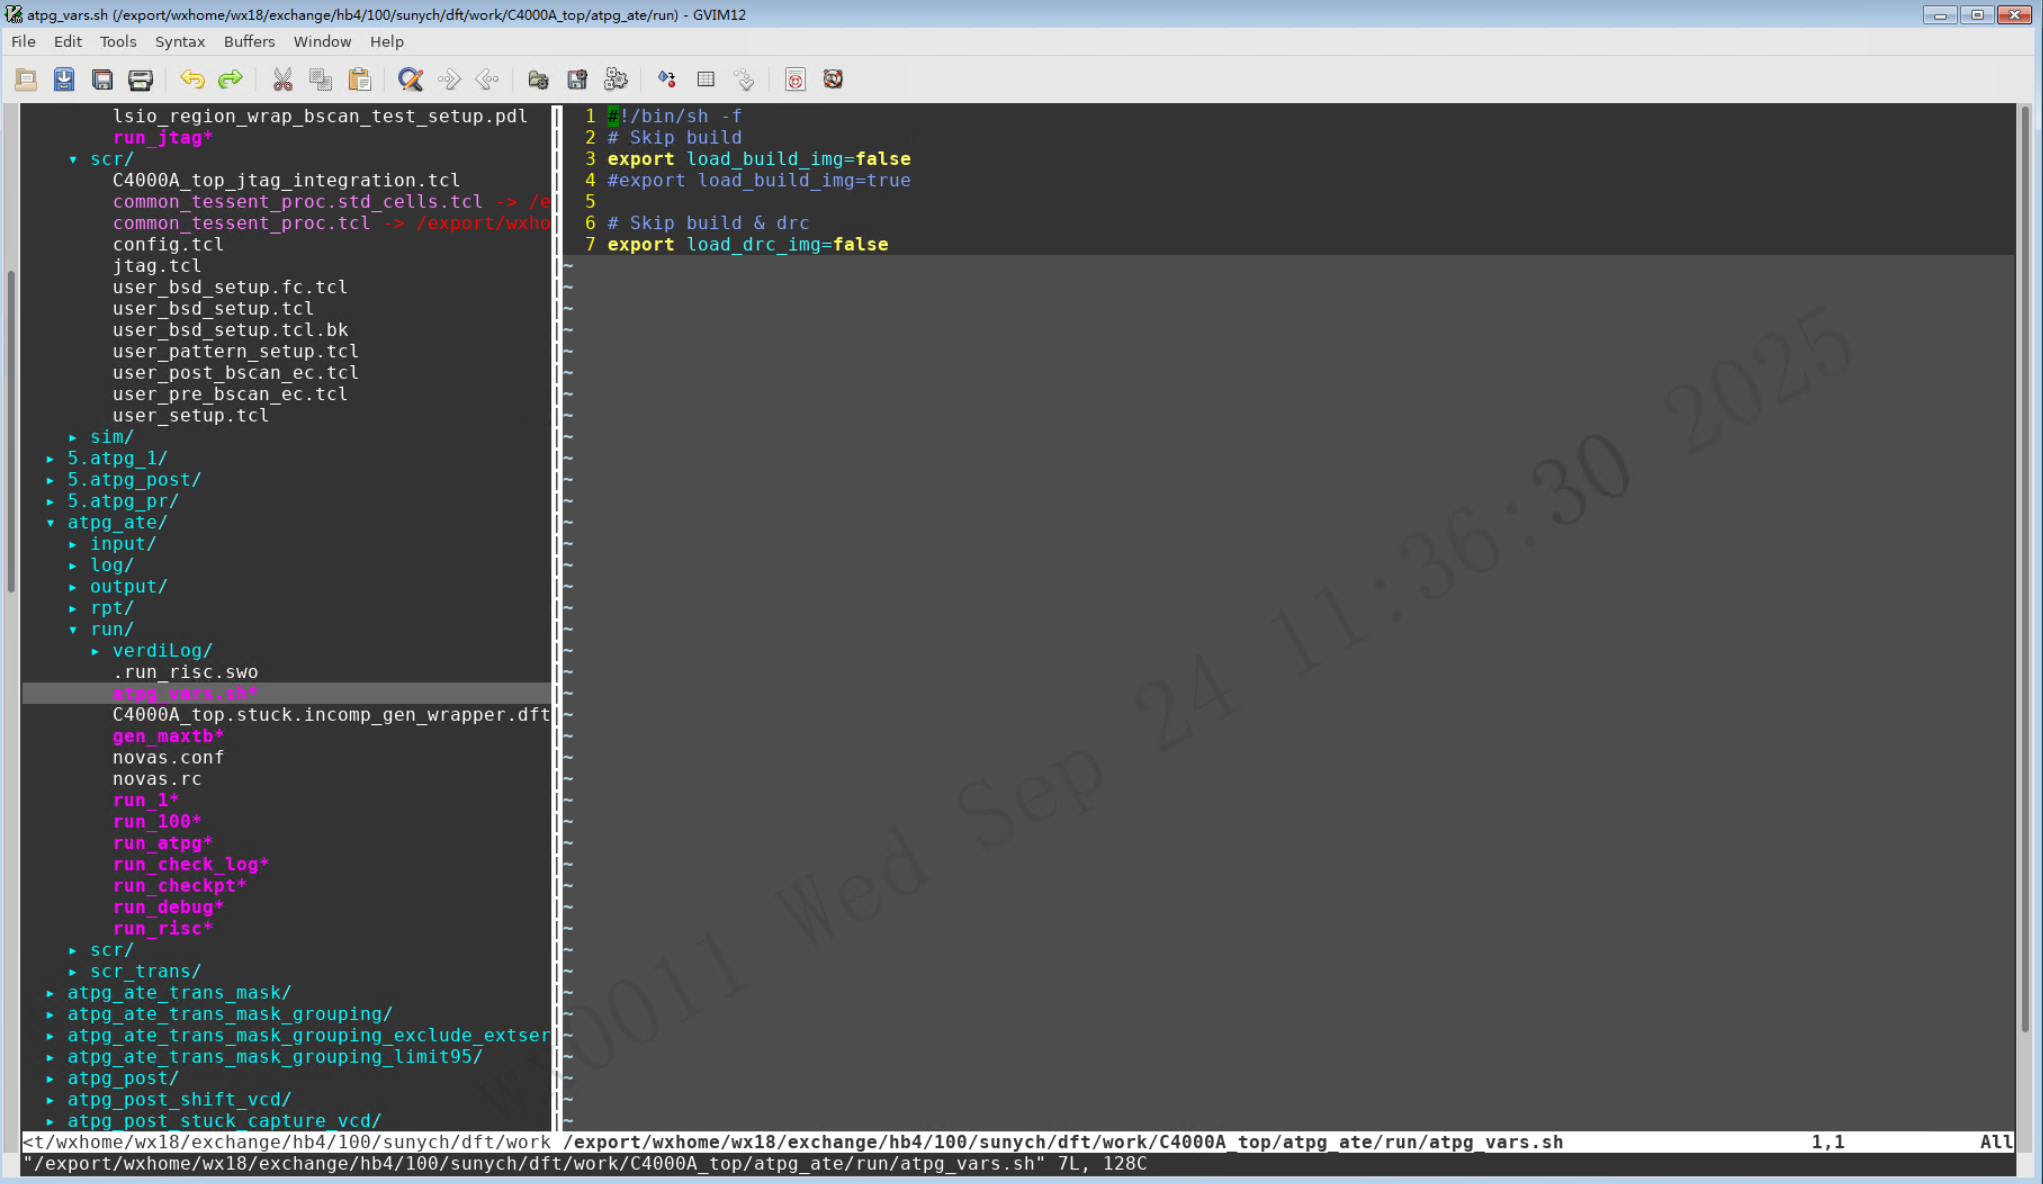 atpg_vars.sh (/export/wxhome/wx18/exchange/hb4/100/sunych/dft/work/C4000A_top/atpg_ate/run) - GVIM12
File Edit Tools Syntax Buffers Window Help
lsio_region_wrap_bscan_test_setup.pdl
run_jtag*
▾ scr/
C4000A_top_jtag_integration.tcl
common_tessent_proc.std_cells.tcl -> /e
common_tessent_proc.tcl -> /export/wxho
config.tcl
jtag.tcl
user_bsd_setup.fc.tcl
user_bsd_setup.tcl
user_bsd_setup.tcl.bk
user_pattern_setup.tcl
user_post_bscan_ec.tcl
user_pre_bscan_ec.tcl
user_setup.tcl
▸ sim/
▸ 5.atpg_1/
▸ 5.atpg_post/
▸ 5.atpg_pr/
▾ atpg_ate/
▸ input/
▸ log/
▸ output/
▸ rpt/
▾ run/
▸ verdiLog/
.run_risc.swo
atpg_vars.sh*
C4000A_top.stuck.incomp_gen_wrapper.dft
gen_maxtb*
novas.conf
novas.rc
run_1*
run_100*
run_atpg*
run_check_log*
run_checkpt*
run_debug*
run_risc*
▸ scr/
▸ scr_trans/
▸ atpg_ate_trans_mask/
▸ atpg_ate_trans_mask_grouping/
▸ atpg_ate_trans_mask_grouping_exclude_extser
▸ atpg_ate_trans_mask_grouping_limit95/
▸ atpg_post/
▸ atpg_post_shift_vcd/
▸ atpg_post_stuck_capture_vcd/
1 #!/bin/sh -f
2 # Skip build
3 export load_build_img=false
4 #export load_build_img=true
5
6 # Skip build & drc
7 export load_drc_img=false
wx0011 Wed Sep 24 11:36:30 2025
<t/wxhome/wx18/exchange/hb4/100/sunych/dft/work /export/wxhome/wx18/exchange/hb4/100/sunych/dft/work/C4000A_top/atpg_ate/run/atpg_vars.sh 1,1 All
"/export/wxhome/wx18/exchange/hb4/100/sunych/dft/work/C4000A_top/atpg_ate/run/atpg_vars.sh" 7L, 128C